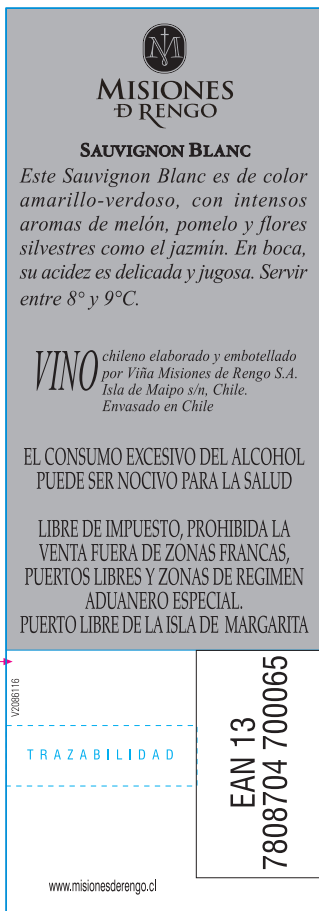 M
MISIONES
D RENGO
SAUVIGNON BLANC
Este Sauvignon Blanc es de color
amarillo-verdoso, con intensos
aromas de melón, pomelo y flores
silvestres como el jazmín. En boca,
su acidez es delicada y jugosa. Servir
entre 8° y 9°C.
VINO chileno elaborado y embotellado
por Viña Misiones de Rengo S.A.
Isla de Maipo s/n, Chile.
Envasado en Chile
EL CONSUMO EXCESIVO DEL ALCOHOL
PUEDE SER NOCIVO PARA LA SALUD
LIBRE DE IMPUESTO, PROHIBIDA LA
VENTA FUERA DE ZONAS FRANCAS,
PUERTOS LIBRES Y ZONAS DE REGIMEN
ADUANERO ESPECIAL.
PUERTO LIBRE DE LA ISLA DE MARGARITA
V2086116
TRAZABILIDAD
EAN 13
7808704 700065
www.misionesderengo.cl